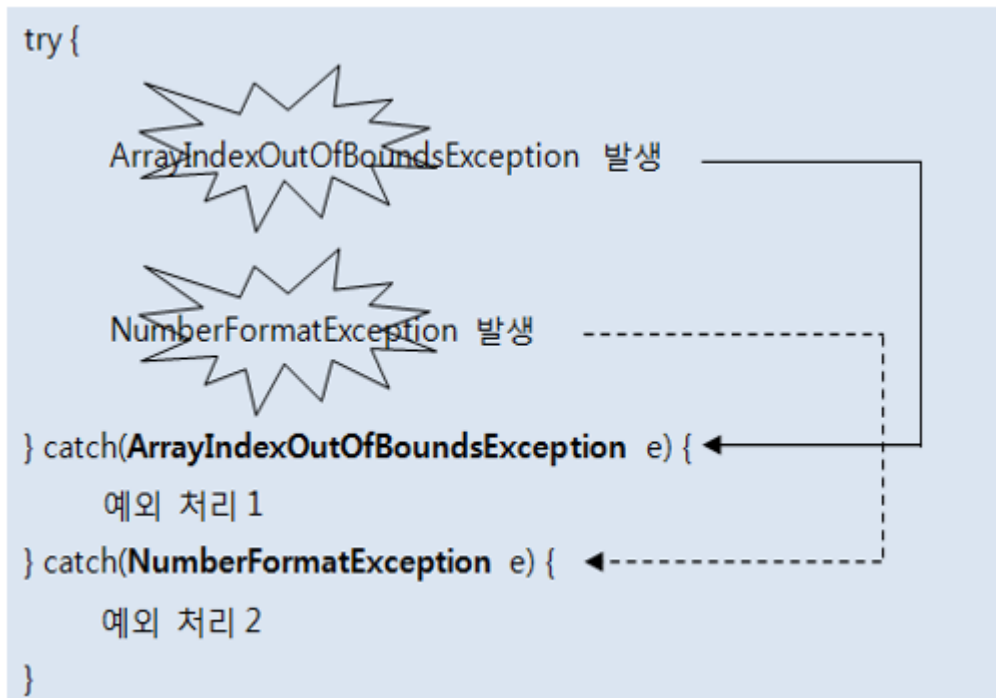 try {
ArrayIndexOutOfBoundsException 발생
NumberFormatException 발생
} catch(ArrayIndexOutOfBoundsException e) {
예외 처리 1
} catch(NumberFormatException e) {
예외 처리 2
}